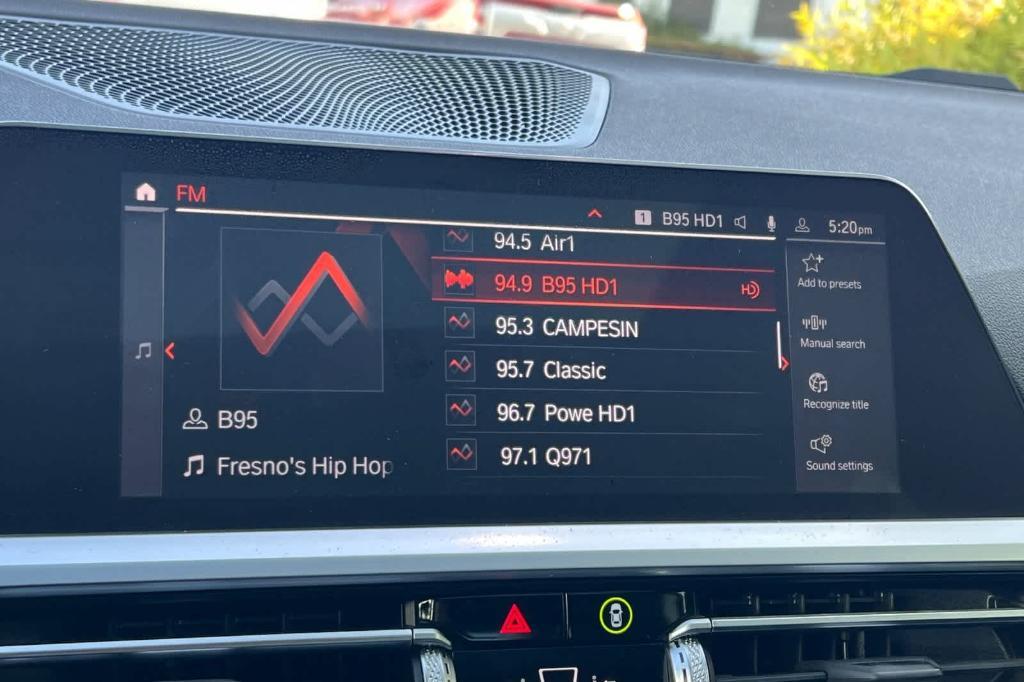 FM
1 B95 HD1
5:20pm
94.5 Air1
94.9 B95 HD1 HD
95.3 CAMPESIN
95.7 Classic
96.7 Powe HD1
97.1 Q971
B95
Fresno's Hip Hop
Add to presets
Manual search
Recognize title
Sound settings